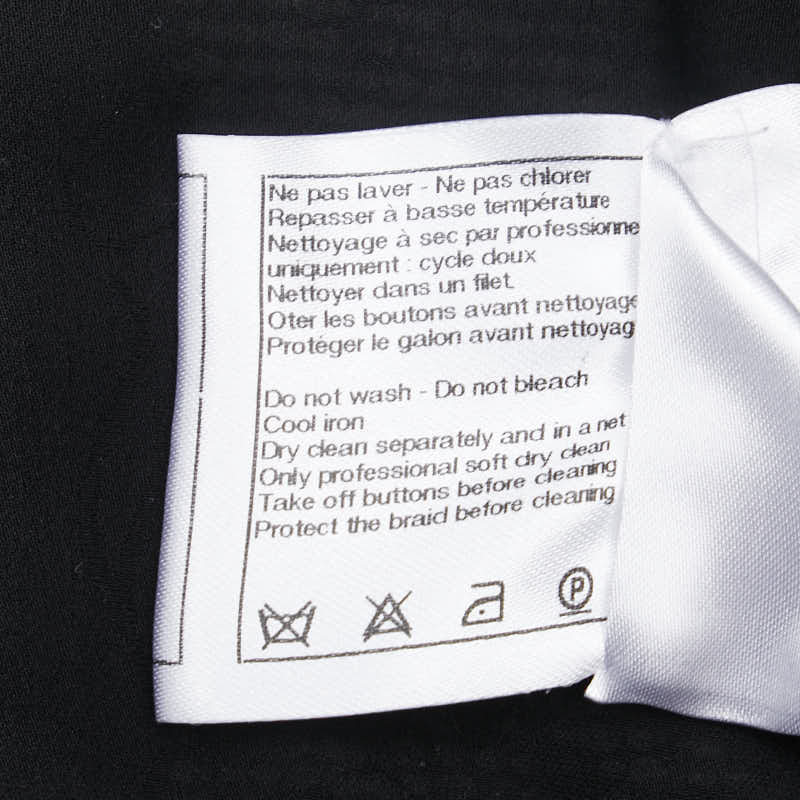 Ne pas laver - Ne pas chlorer
Repasser à basse température
Nettoyage à sec par professionne
uniquement : cycle doux
Nettoyer dans un filet.
Oter les boutons avant nettoyage
Protéger le galon avant nettoyag
Do not wash - Do not bleach
Cool iron
Dry clean separately and in a net
Only professional soft dry clean
Take off buttons before cleaning
Protect the braid before cleaning
P